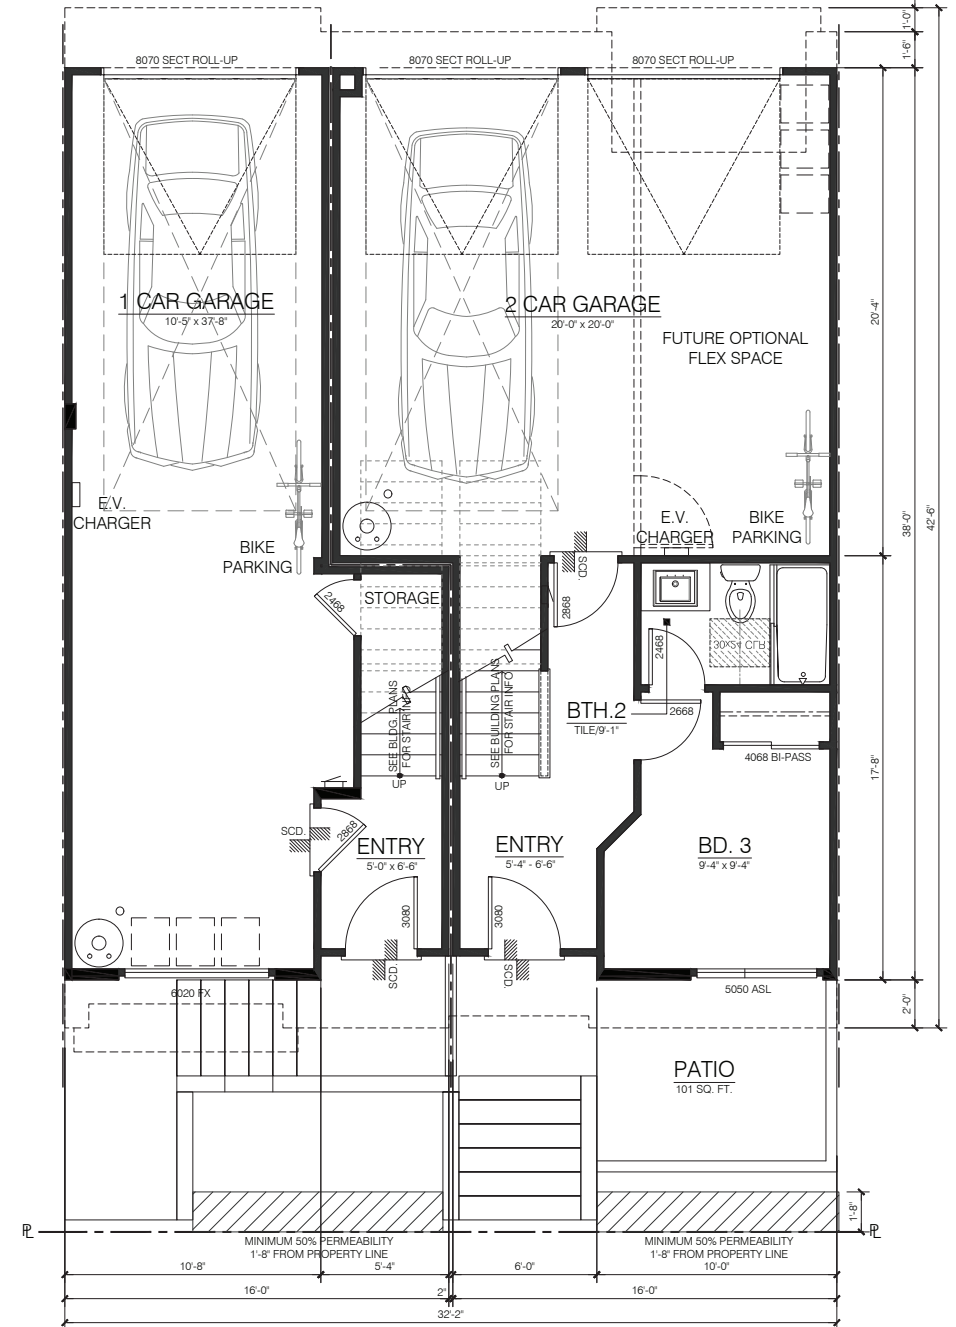 1'-0"
1'-6"
8070 SECT ROLL-UP
8070 SECT ROLL-UP
8070 SECT ROLL-UP
1 CAR GARAGE
10'-5" x 37'-8"
2 CAR GARAGE
20'-0" x 20'-0"
FUTURE OPTIONAL
FLEX SPACE
20'-4"
38'-0"
42'-6"
E.V.
CHARGER
BIKE
PARKING
E.V.
CHARGER
BIKE
PARKING
SCD.
2468
STORAGE
2868
2468
SEE BLDG. PLANS
FOR STAIR INFO
UP
SEE BUILDING PLANS
FOR STAIR INFO
UP
BTH.2
TILE/9'-1"
2668
4068 BI-PASS
17'-8"
SCD.
2868
ENTRY
5'-0" x 6'-6"
ENTRY
5'-4" - 6'-6"
BD. 3
9'-4" x 9'-4"
3080
3080
SCD.
SCD.
6020 FX
5050 ASL
2'-0"
PATIO
101 SQ. FT.
1'-8"
PL
PL
MINIMUM 50% PERMEABILITY
1'-8" FROM PROPERTY LINE
MINIMUM 50% PERMEABILITY
1'-8" FROM PROPERTY LINE
10'-8"
5'-4"
6'-0"
10'-0"
16'-0"
2"
16'-0"
32'-2"